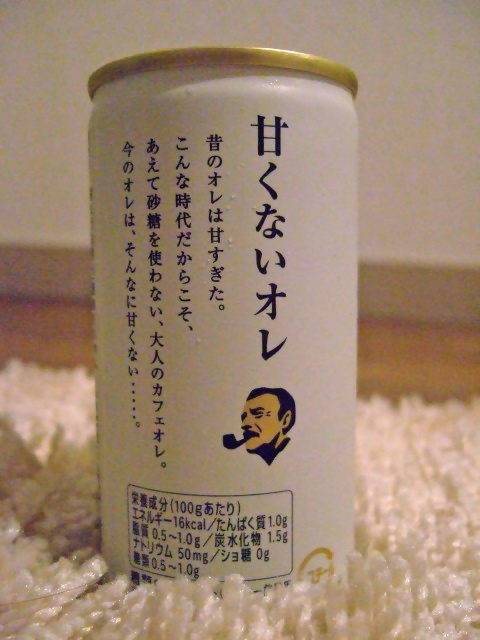 甘くないオレ
昔のオレは甘すぎた。
こんな時代だからこそ、
あえて砂糖を使わない、大人のカフェオレ。
今のオレは、そんなに甘くない・・・・・。
栄養成分(100gあたり)
エネルギー16kcal/たんぱく質1.0g
脂質 0.5~1.0g/炭水化物 1.5g
ナトリウム 50mg/ショ糖 0g
糖類 0.5~1.0g